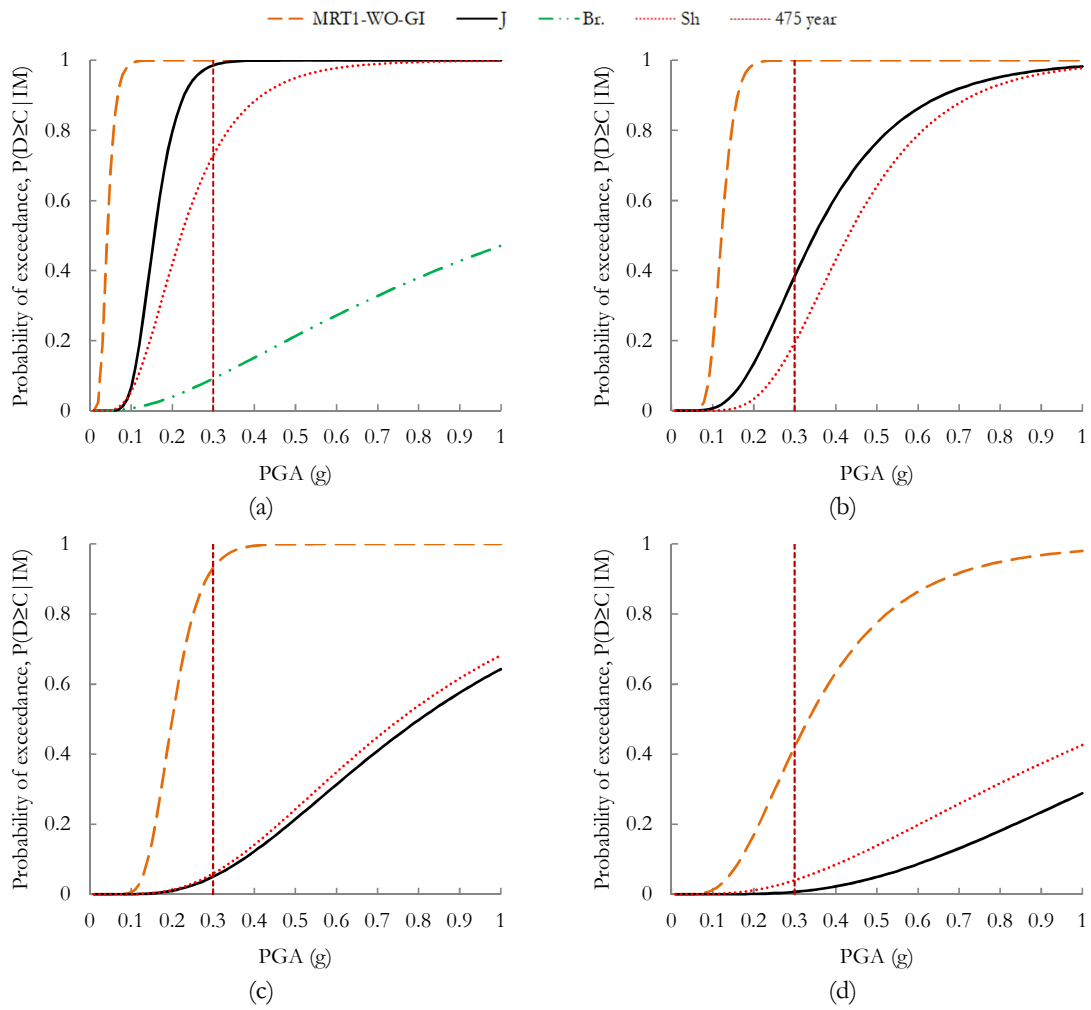 MRT1-WO-GI J Br. Sh 475 year
Probability of exceedance, P(D≥C|IM)
1
0.8
0.6
0.4
0.2
0
0 0.1 0.2 0.3 0.4 0.5 0.6 0.7 0.8 0.9 1
PGA (g)
(a)
Probability of exceedance, P(D≥C|IM)
1
0.8
0.6
0.4
0.2
0
0 0.1 0.2 0.3 0.4 0.5 0.6 0.7 0.8 0.9 1
PGA (g)
(b)
Probability of exceedance, P(D≥C|IM)
1
0.8
0.6
0.4
0.2
0
0 0.1 0.2 0.3 0.4 0.5 0.6 0.7 0.8 0.9 1
PGA (g)
(c)
Probability of exceedance, P(D≥C|IM)
1
0.8
0.6
0.4
0.2
0
0 0.1 0.2 0.3 0.4 0.5 0.6 0.7 0.8 0.9 1
PGA (g)
(d)